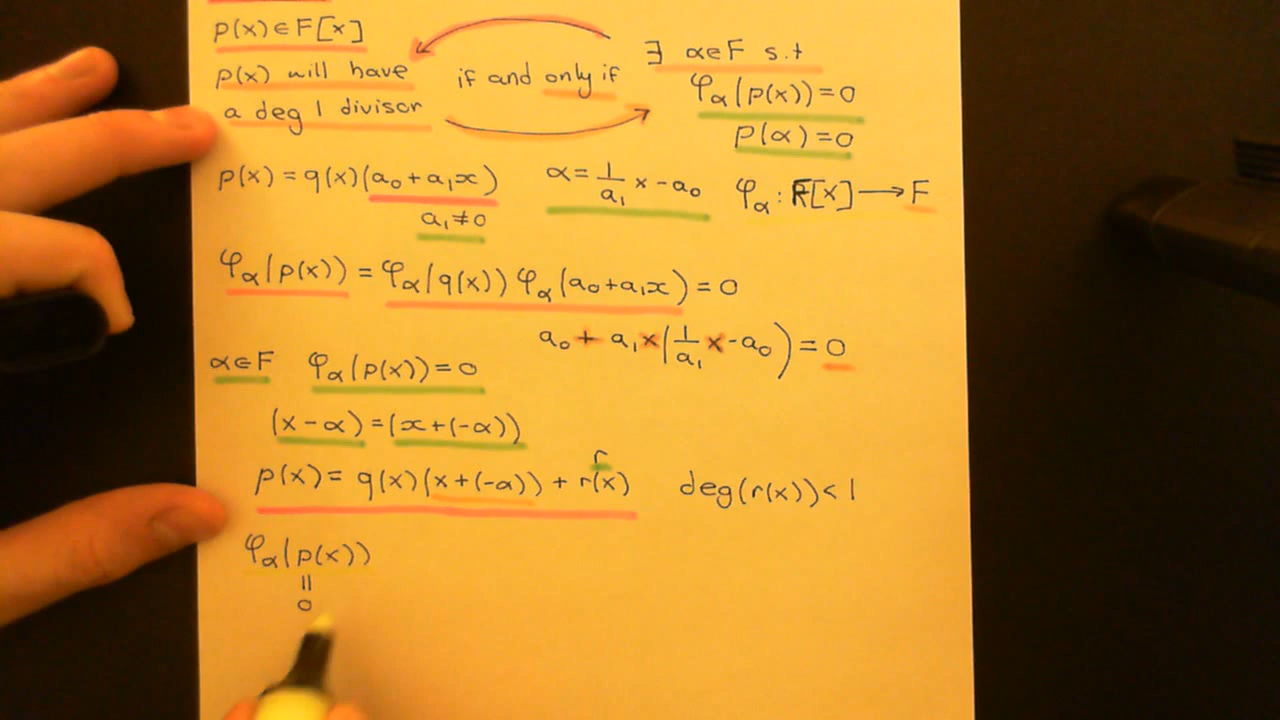 p(x)∈F[x]
p(x) will have
a deg 1 divisor
if and only if
∃ α∈F s.t
φα(p(x))=0
p(α)=0
p(x)=q(x)(a₀+a₁x)
a₁≠0
α=1/a₁ x-a₀
φα:F[x]→F
φα(p(x))=φα(q(x))φα(a₀+a₁x)=0
a₀+a₁×(1/a₁×-a₀)=0
α∈F φα(p(x))=0
(x-α)=(x+(-α))
r
p(x)=q(x)(x+(-α))+r(x) deg(r(x))<1
φα(p(x))
=
0